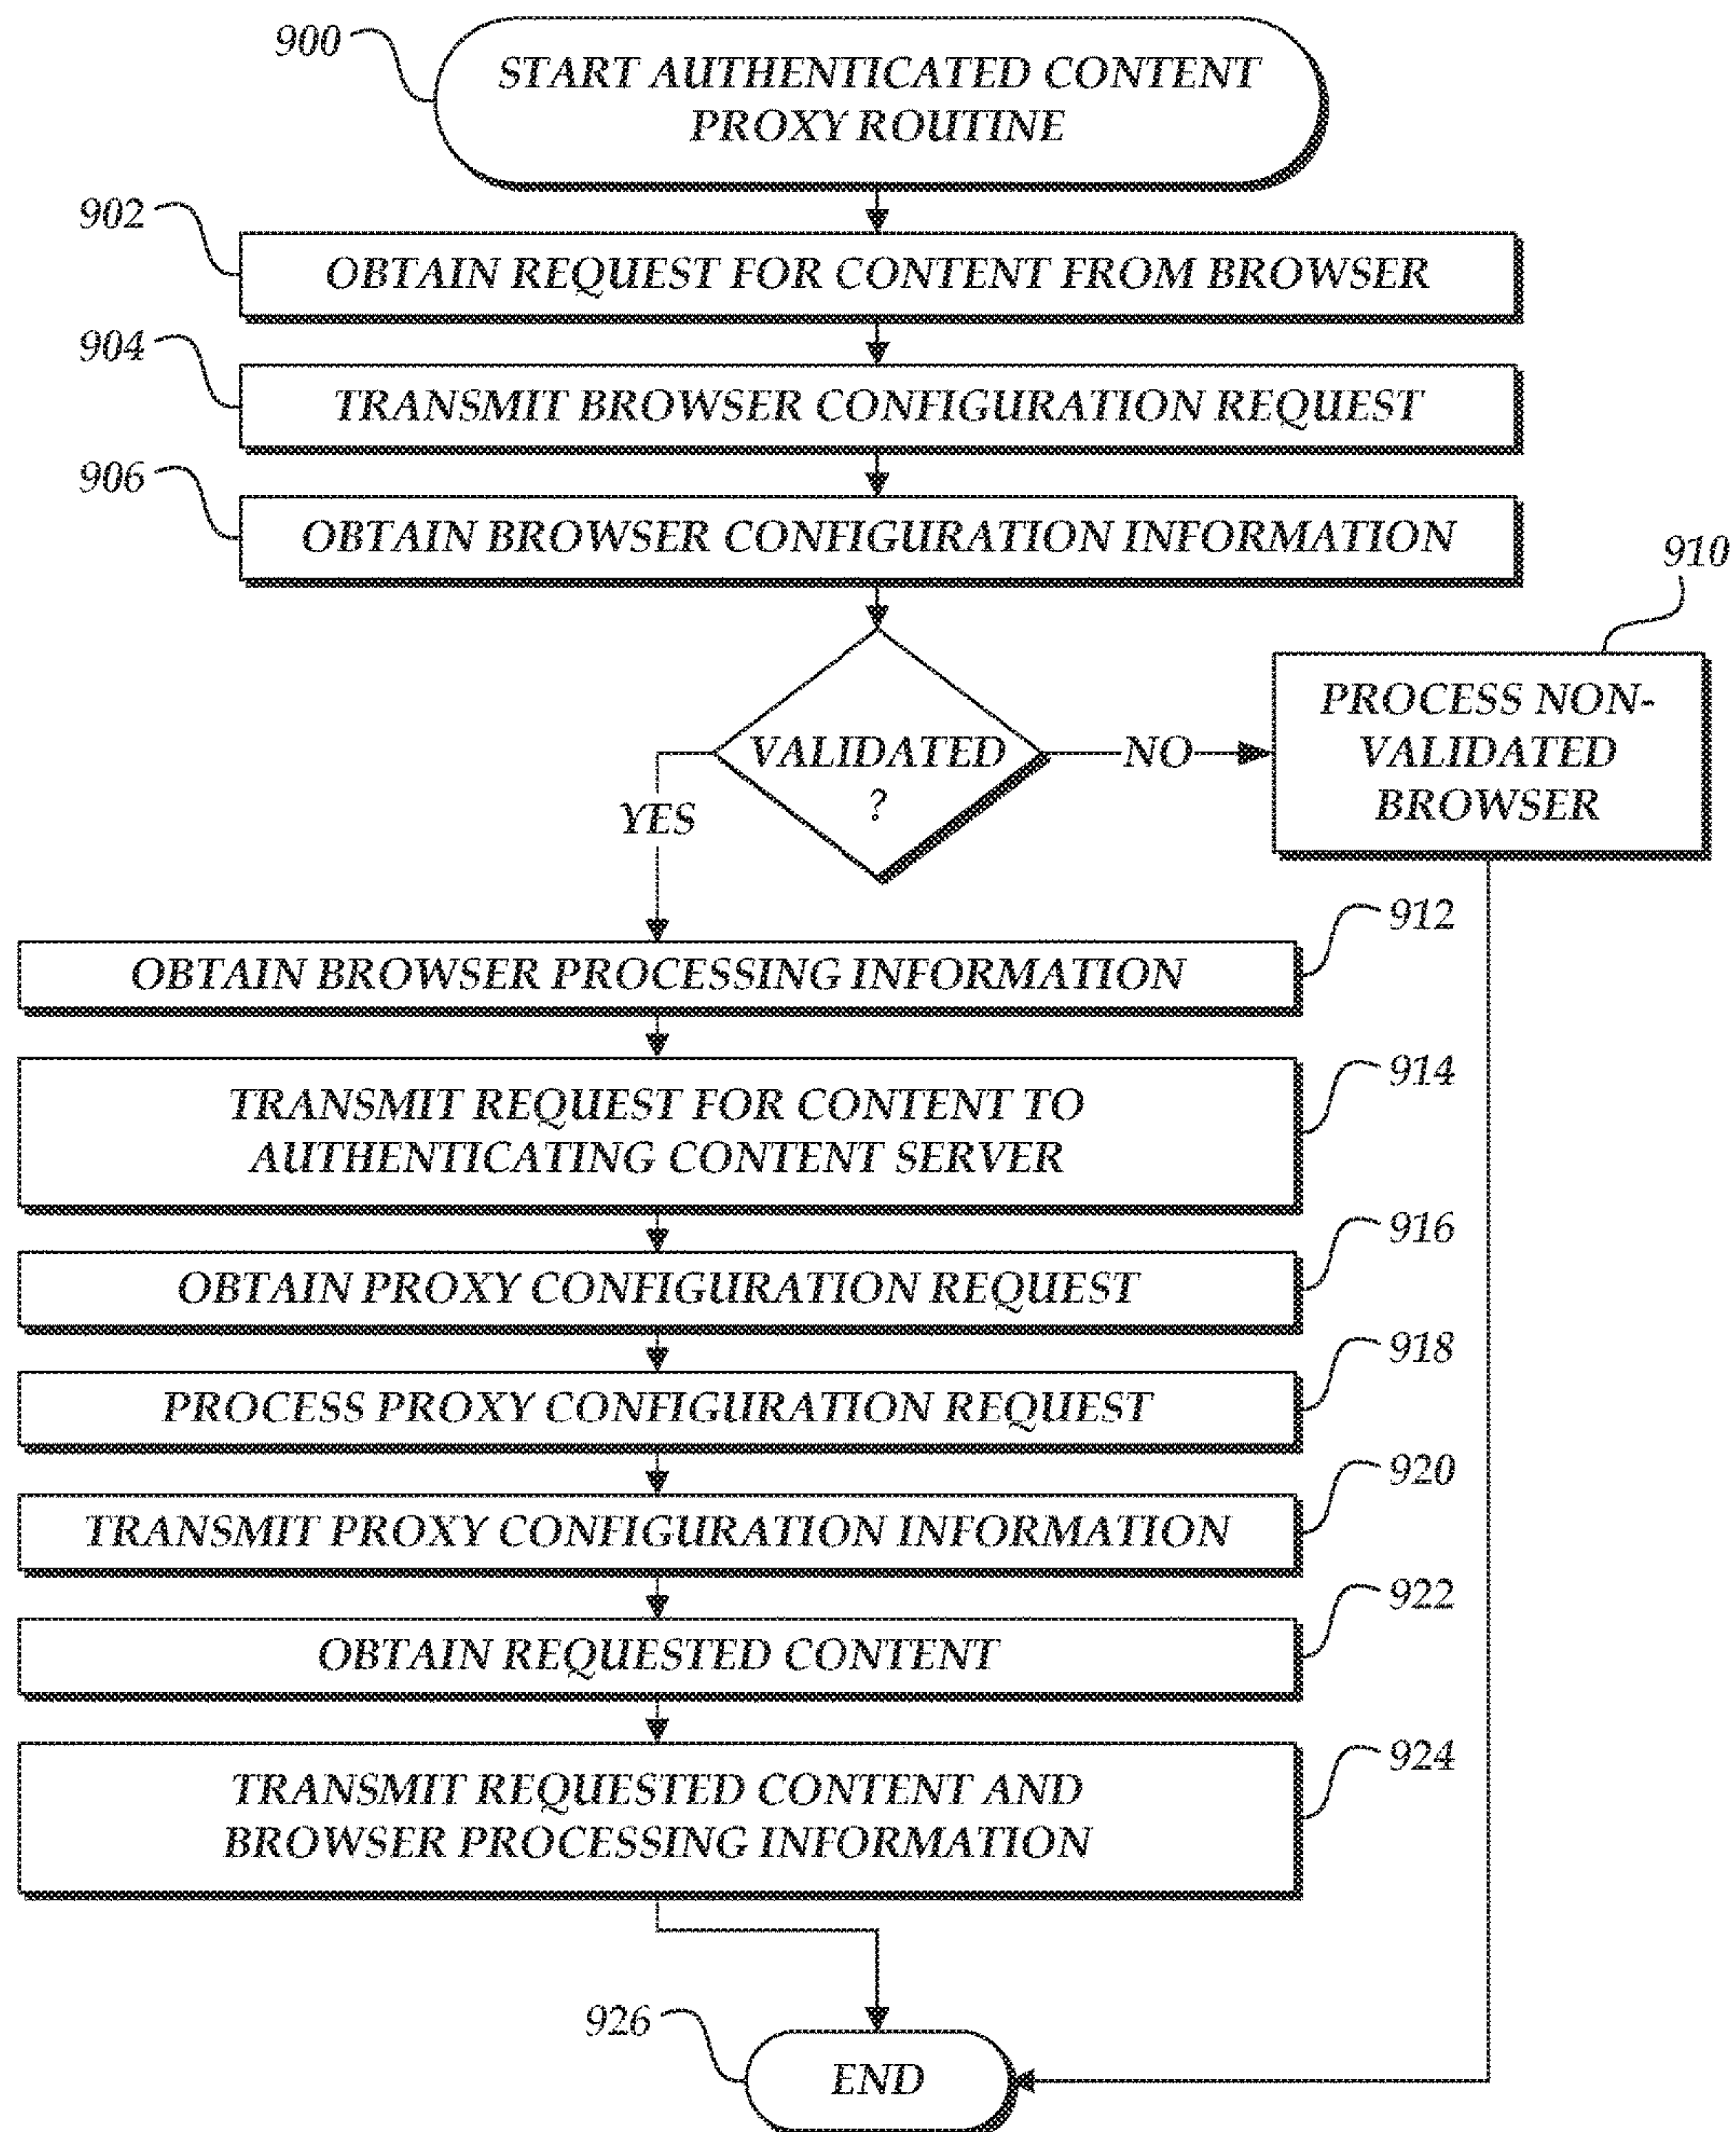 900
START AUTHENTICATED CONTENT
PROXY ROUTINE
902
OBTAIN REQUEST FOR CONTENT FROM BROWSER
904
TRANSMIT BROWSER CONFIGURATION REQUEST
906
OBTAIN BROWSER CONFIGURATION INFORMATION
910
PROCESS NON-
VALIDATED
BROWSER
VALIDATED
?
NO
YES
912
OBTAIN BROWSER PROCESSING INFORMATION
914
TRANSMIT REQUEST FOR CONTENT TO
AUTHENTICATING CONTENT SERVER
916
OBTAIN PROXY CONFIGURATION REQUEST
918
PROCESS PROXY CONFIGURATION REQUEST
920
TRANSMIT PROXY CONFIGURATION INFORMATION
922
OBTAIN REQUESTED CONTENT
924
TRANSMIT REQUESTED CONTENT AND
BROWSER PROCESSING INFORMATION
926
END